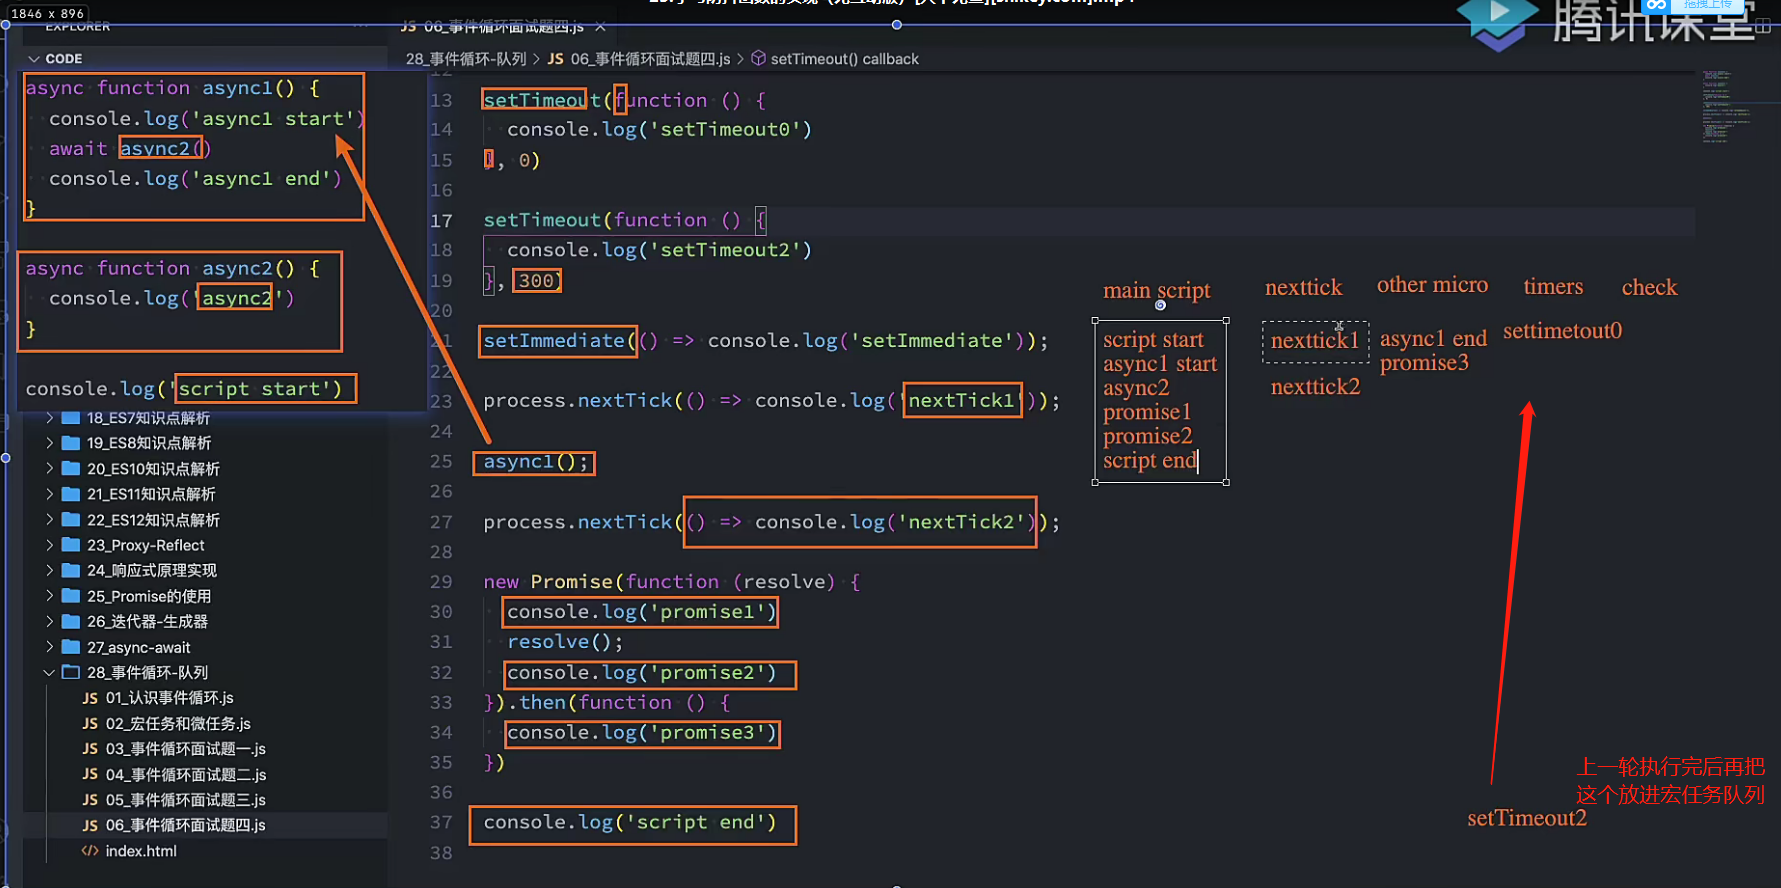 1846 x 896
EXPLORER
JS 06_事件循环面试题四.js ×
腾讯课堂
拖拽上传
CODE
28_事件循环-队列 > JS 06_事件循环面试题四.js > setTimeout() callback
async function async1() {
console.log('async1 start')
await async2()
console.log('async1 end')
}
async function async2() {
console.log('async2')
}
console.log('script start')
18_ES7知识点解析
19_ES8知识点解析
20_ES10知识点解析
21_ES11知识点解析
22_ES12知识点解析
23_Proxy-Reflect
24_响应式原理实现
25_Promise的使用
26_迭代器-生成器
27_async-await
28_事件循环-队列
JS 01_认识事件循环.js
JS 02_宏任务和微任务.js
JS 03_事件循环面试题一.js
JS 04_事件循环面试题二.js
JS 05_事件循环面试题三.js
JS 06_事件循环面试题四.js
</> index.html
13 setTimeout(function () {
14 console.log('setTimeout0')
15 }, 0)
16
17 setTimeout(function () {
18 console.log('setTimeout2')
19 }, 300)
20
21 setImmediate(() => console.log('setImmediate'));
22
23 process.nextTick(() => console.log('nextTick1'));
24
25 async1();
26
27 process.nextTick(() => console.log('nextTick2'));
28
29 new Promise(function (resolve) {
30 console.log('promise1')
31 resolve();
32 console.log('promise2')
33 }).then(function () {
34 console.log('promise3')
35 })
36
37 console.log('script end')
38
main script
script start
async1 start
async2
promise1
promise2
script end
nexttick
nexttick1
nexttick2
other micro
async1 end
promise3
timers
settimetout0
check
上一轮执行完后再把
这个放进宏任务队列
setTimeout2